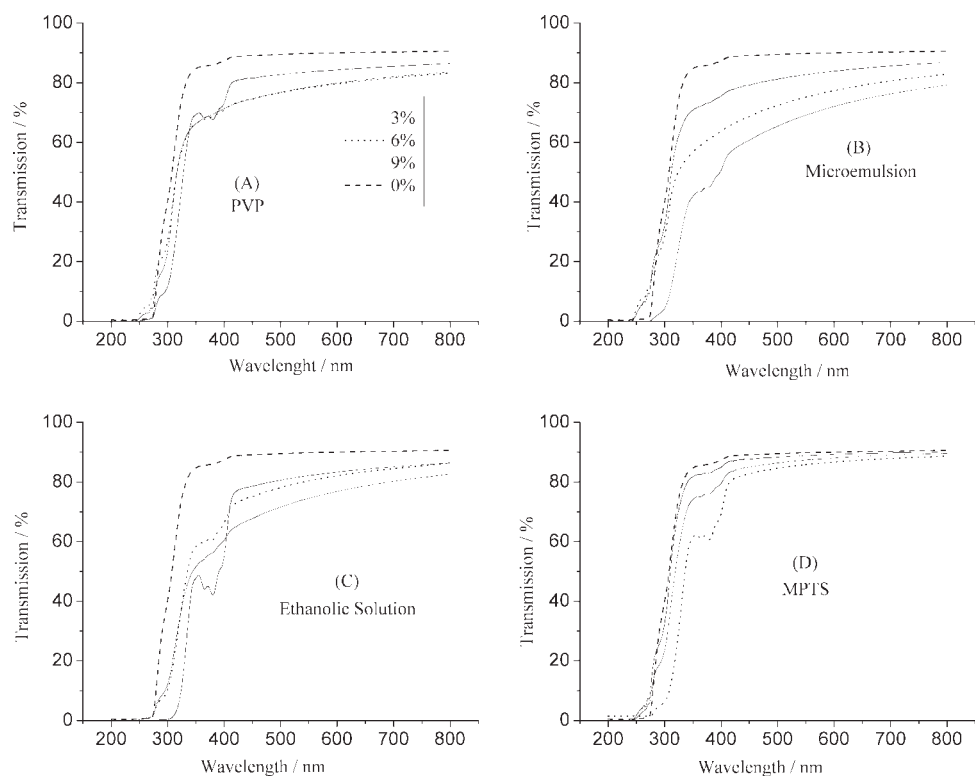 100
80
60
40
20
0
Transmission / %
200 300 400 500 600 700 800
Wavelenght / nm
3%
6%
9%
0%
(A)
PVP
100
80
60
40
20
0
Transmission / %
200 300 400 500 600 700 800
Wavelength / nm
(B)
Microemulsion
100
80
60
40
20
0
Transmission / %
200 300 400 500 600 700 800
Wavelength / nm
(C)
Ethanolic Solution
100
80
60
40
20
0
Transmission / %
200 300 400 500 600 700 800
Wavelength / nm
(D)
MPTS